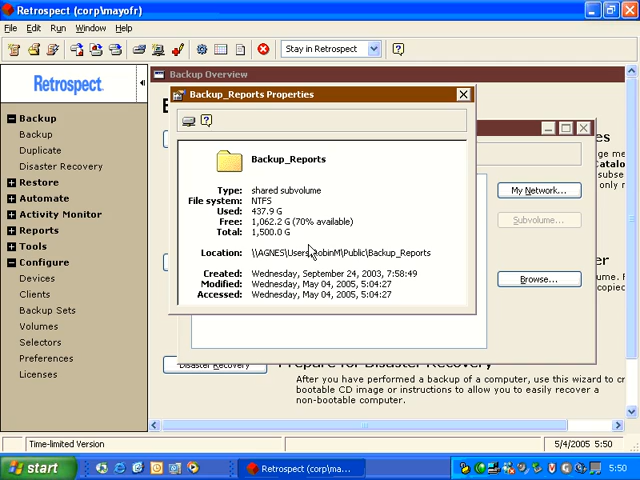 Retrospect (corp\mayofr)
File Edit Run Window Help
Stay in Retrospect
Retrospect
Backup
Backup
Duplicate
Disaster Recovery
Restore
Automate
Activity Monitor
Reports
Tools
Configure
Devices
Clients
Backup Sets
Volumes
Selectors
Preferences
Licenses
Backup Overview
Backup_Reports Properties
Backup_Reports
Type: shared subvolume
File system: NTFS
Used: 437.9 G
Free: 1,062.2 G (70% available)
Total: 1,500.0 G
Location: \\AGNES\Users\RobinM\Public\Backup_Reports
Created: Wednesday, September 24, 2003, 7:58:49
Modified: Wednesday, May 04, 2005, 5:04:27
Accessed: Wednesday, May 04, 2005, 5:04:27
My Network...
Subvolume...
Browse...
Disaster Recovery
Prepare for Disaster Recovery
After you have performed a backup of a computer, use this wizard to cr
bootable CD image or instructions to allow you to easily recover a
non-bootable computer.
Time-limited Version
5/4/2005 5:50
start
Retrospect (corp\ma...
5:50